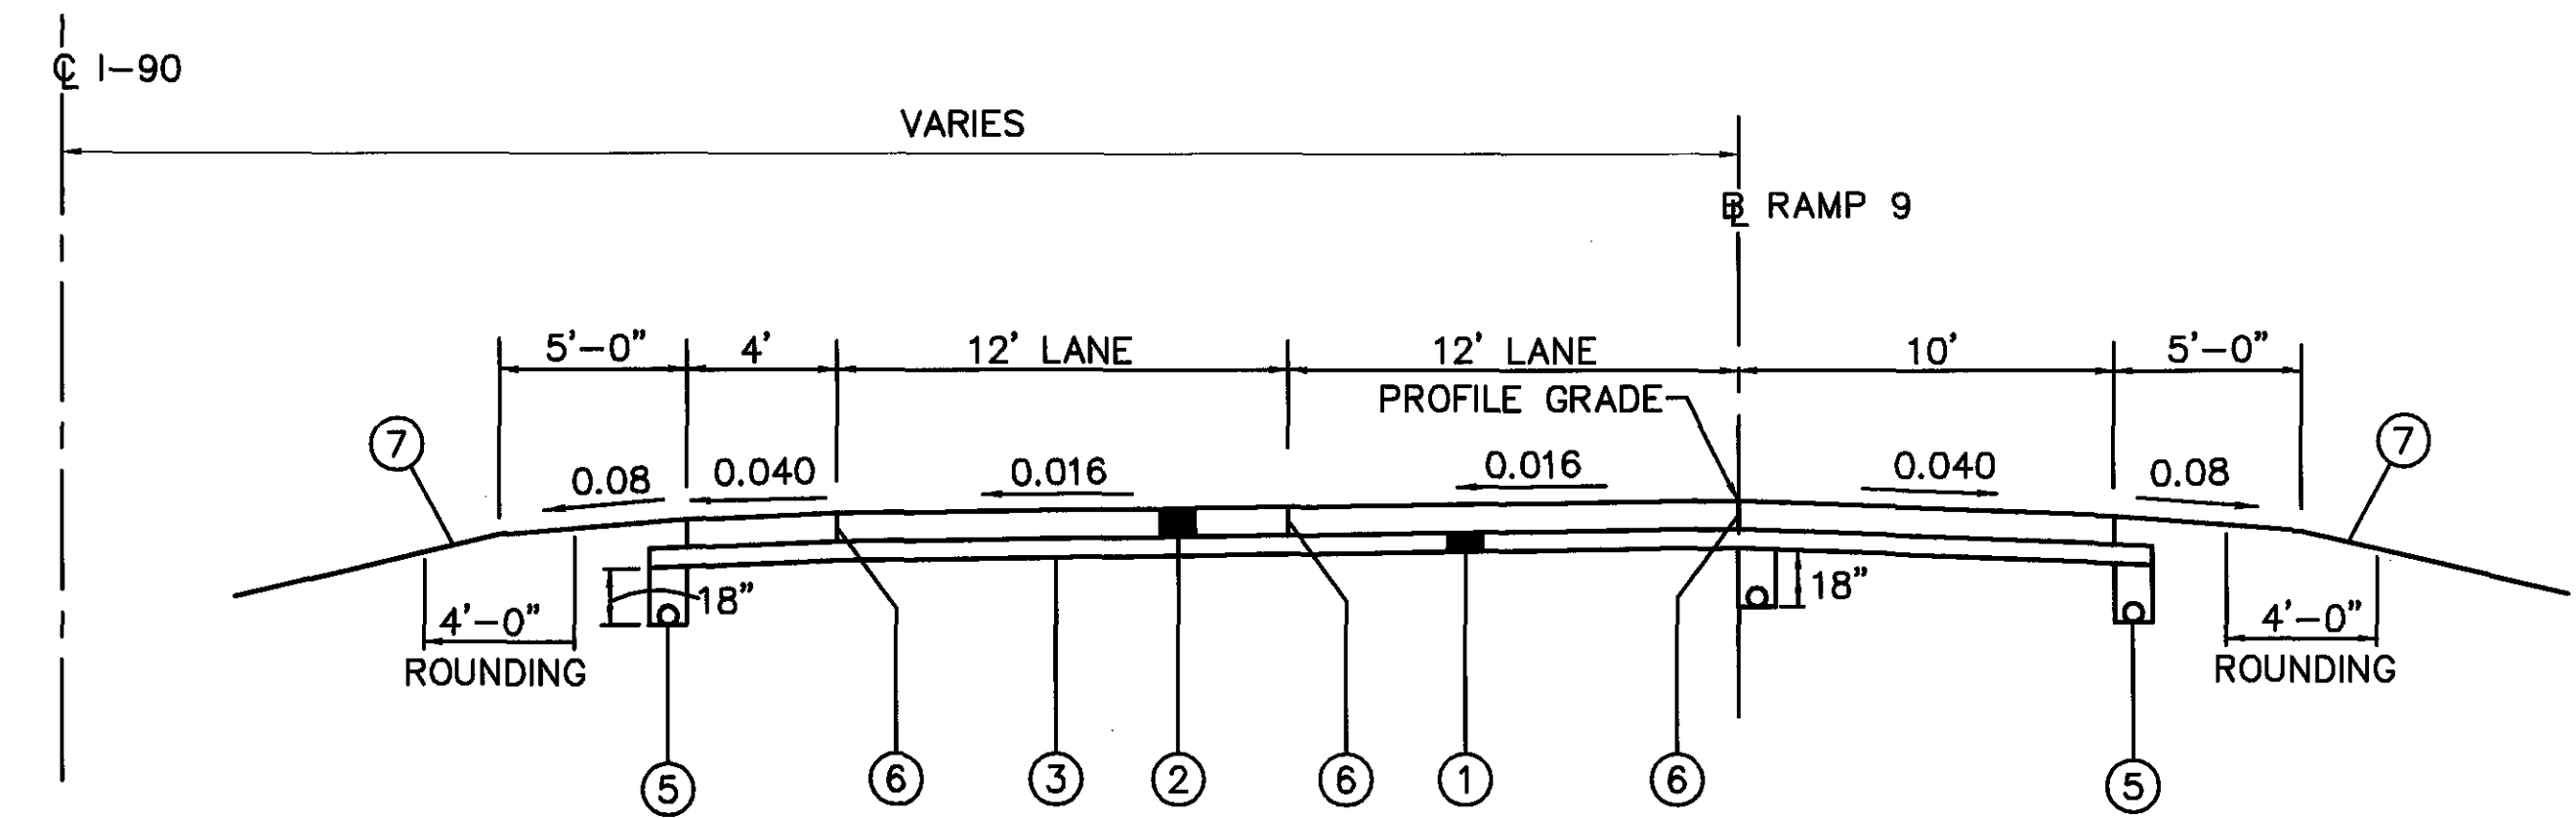 ℄ I-90
VARIES
BL RAMP 9
5'-0" 4' 12' LANE 12' LANE 10' 5'-0"
PROFILE GRADE
7 0.08 0.040 0.016 0.016 0.040 0.08 7
18" 18"
4'-0" 4'-0"
ROUNDING ROUNDING
5 6 3 2 6 1 6 5